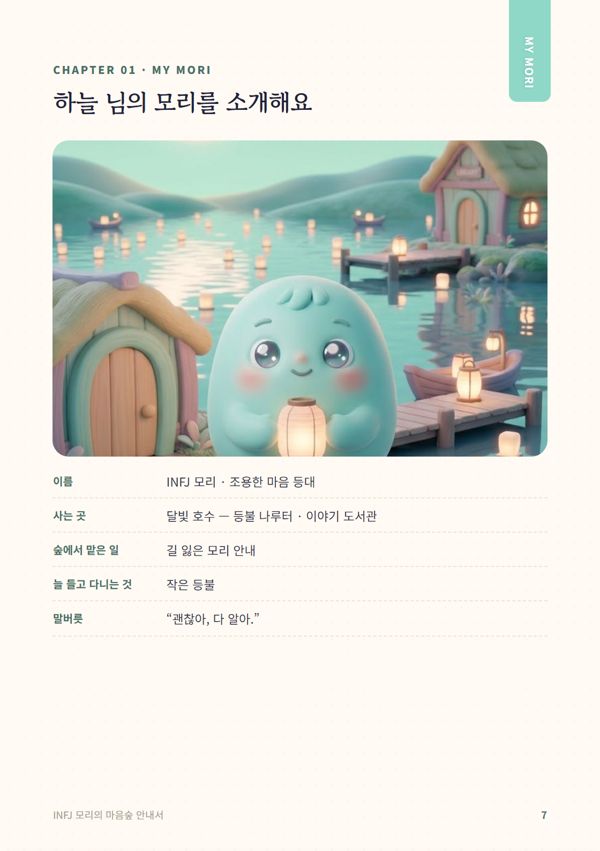 MY MORI
CHAPTER 01 · MY MORI
하늘 님의 모리를 소개해요
LIBRARY
이름 INFJ 모리 · 조용한 마음 등대
사는 곳 달빛 호수 — 등불 나루터 · 이야기 도서관
숲에서 맡은 일 길 잃은 모리 안내
늘 들고 다니는 것 작은 등불
말버릇 “괜찮아, 다 알아.”
INFJ 모리의 마음숲 안내서 7